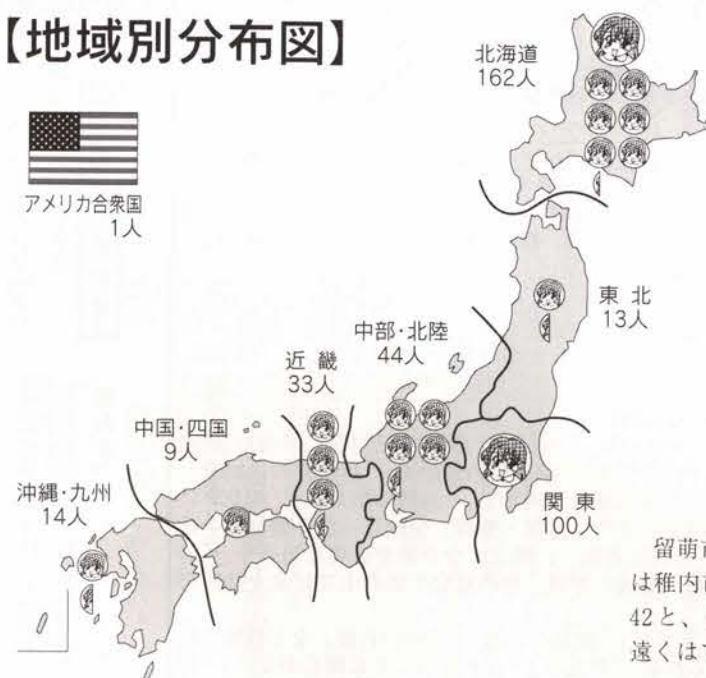 【地域別分布図】
北海道
162人
アメリカ合衆国
1人
東北
13人
中部・北陸
44人
近畿
33人
中国・四国
9人
沖縄・九州
14人
関東
100人
留萌
は稚内
42と、
遠くは